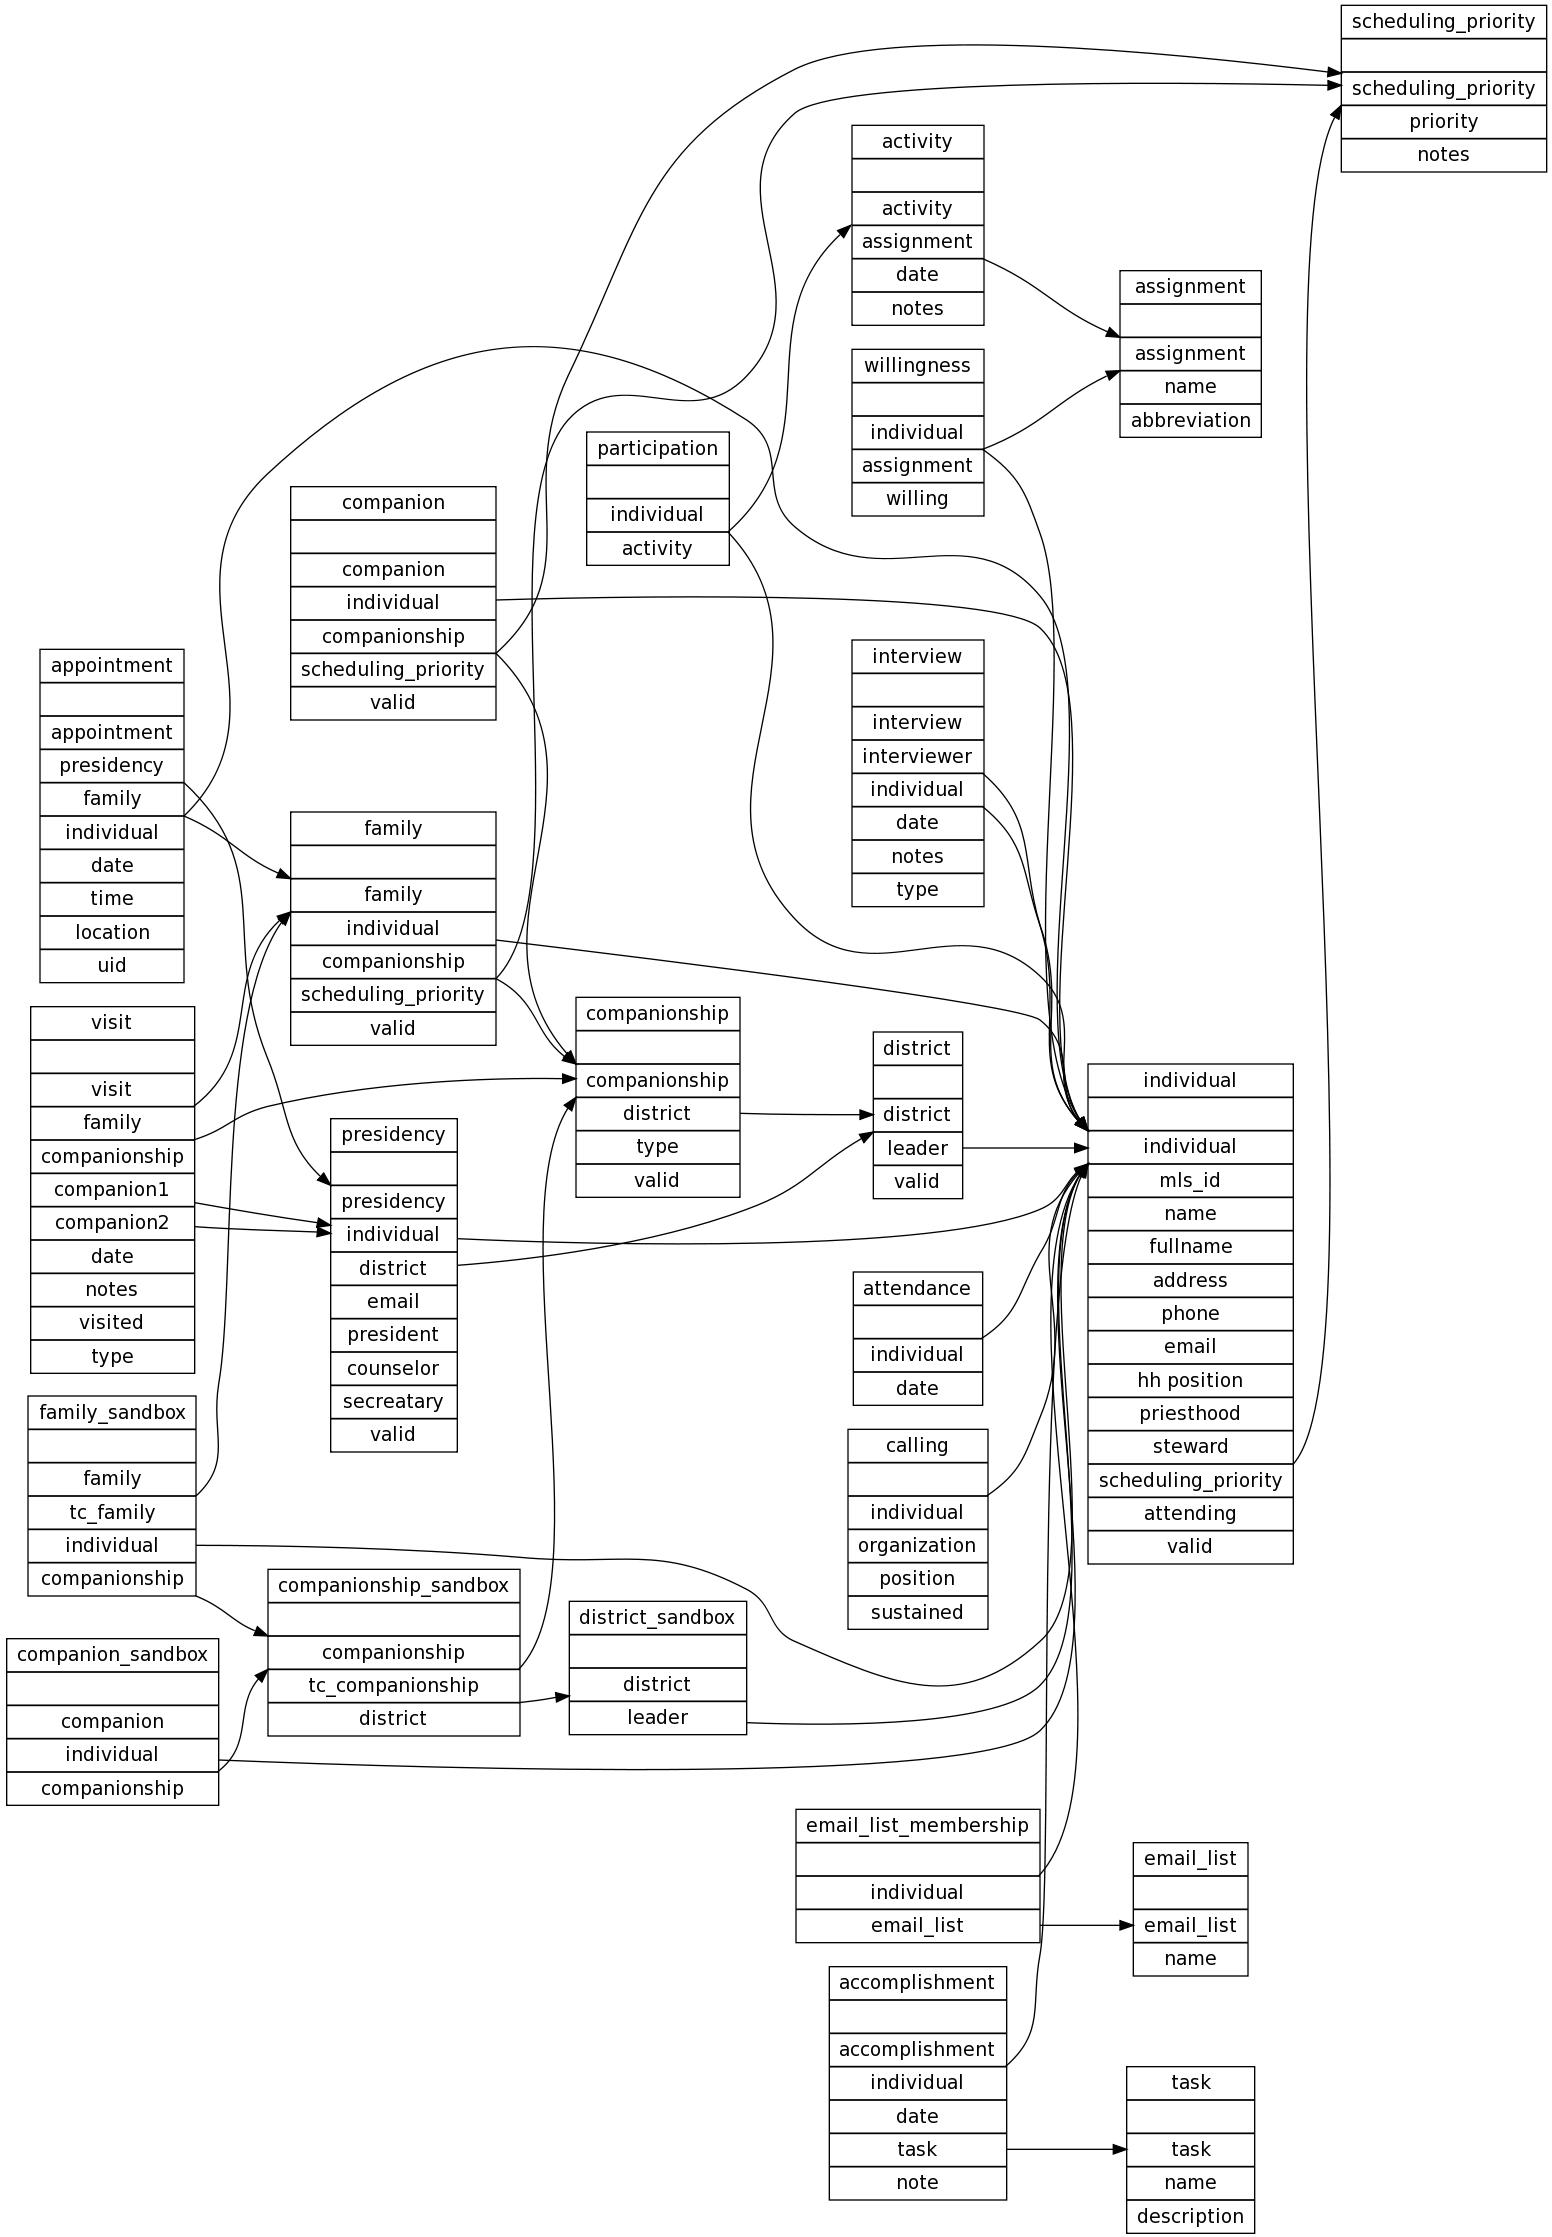 scheduling_priority
scheduling_priority
priority
notes
activity
activity
assignment
date
notes
assignment
assignment
name
abbreviation
willingness
individual
assignment
willing
participation
individual
activity
companion
companion
individual
companionship
scheduling_priority
valid
interview
interview
interviewer
individual
date
notes
type
appointment
appointment
presidency
family
individual
date
time
location
uid
family
family
individual
companionship
scheduling_priority
valid
visit
visit
family
companionship
companion1
companion2
date
notes
visited
type
companionship
companionship
district
type
valid
district
district
leader
valid
individual
individual
mls_id
name
fullname
address
phone
email
hh position
priesthood
steward
scheduling_priority
attending
valid
presidency
presidency
individual
district
email
president
counselor
secreatary
valid
attendance
individual
date
family_sandbox
family
tc_family
individual
companionship
calling
individual
organization
position
sustained
companionship_sandbox
companionship
tc_companionship
district
district_sandbox
district
leader
companion_sandbox
companion
individual
companionship
email_list_membership
individual
email_list
email_list
email_list
name
accomplishment
accomplishment
individual
date
task
note
task
task
name
description